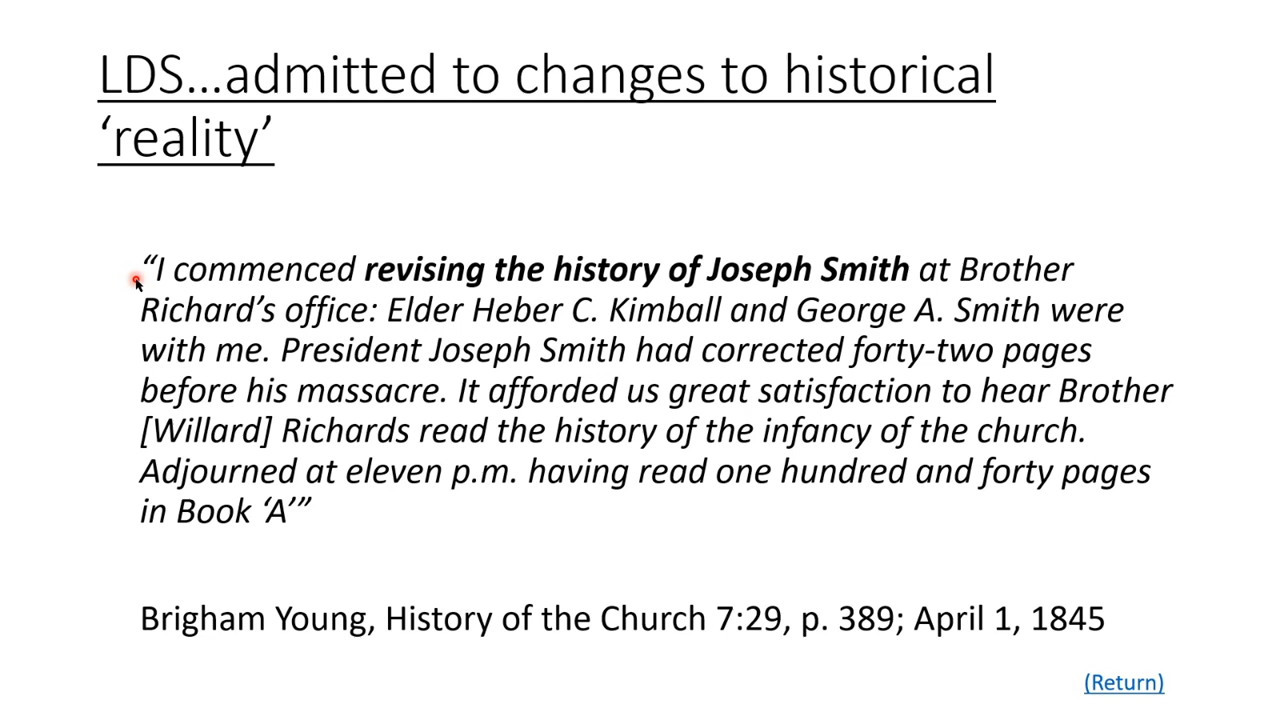 LDS...admitted to changes to historical
‘reality’
“I commenced revising the history of Joseph Smith at Brother
Richard’s office: Elder Heber C. Kimball and George A. Smith were
with me. President Joseph Smith had corrected forty-two pages
before his massacre. It afforded us great satisfaction to hear Brother
[Willard] Richards read the history of the infancy of the church.
Adjourned at eleven p.m. having read one hundred and forty pages
in Book ‘A’”
Brigham Young, History of the Church 7:29, p. 389; April 1, 1845
(Return)